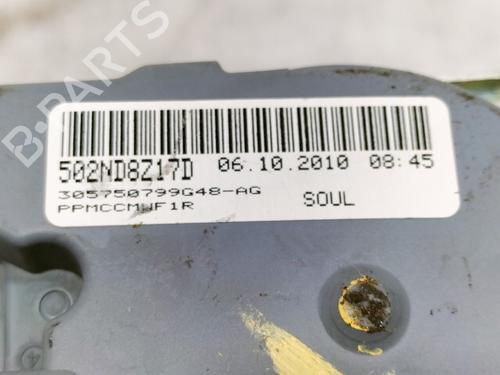 B-PARTS
502ND8Z17D 06.10.2010 08:45
305750799G48-AG
PPMCCMWF1R SOUL